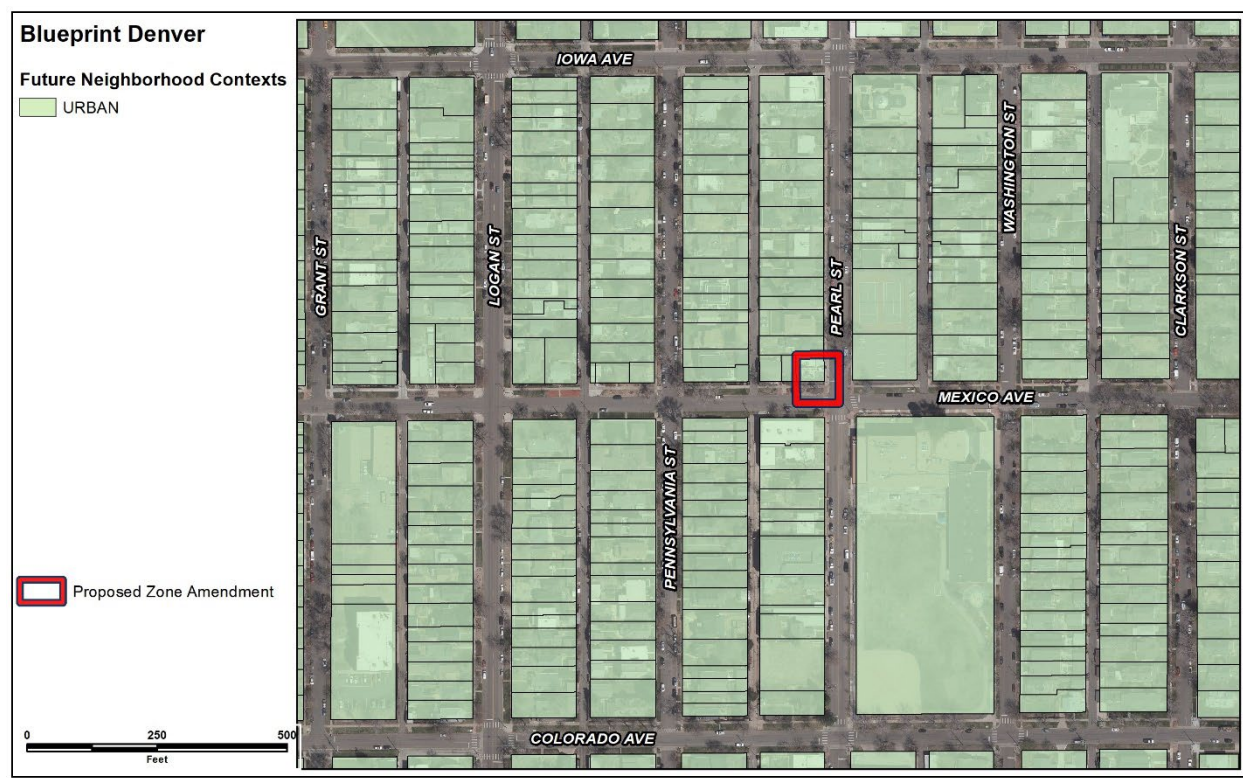 Blueprint Denver
Future Neighborhood Contexts
URBAN
Proposed Zone Amendment
0 250 500
Feet
IOWA AVE
GRANT ST
LOGAN ST
PENNSYLVANIA ST
PEARL ST
WASHINGTON ST
CLARKSON ST
MEXICO AVE
COLORADO AVE